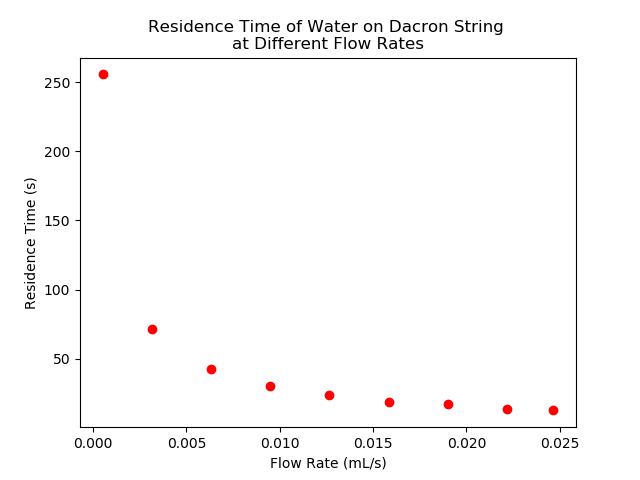 Residence Time of Water on Dacron String
at Different Flow Rates
250
200
150
100
50
Residence Time (s)
0.000 0.005 0.010 0.015 0.020 0.025
Flow Rate (mL/s)